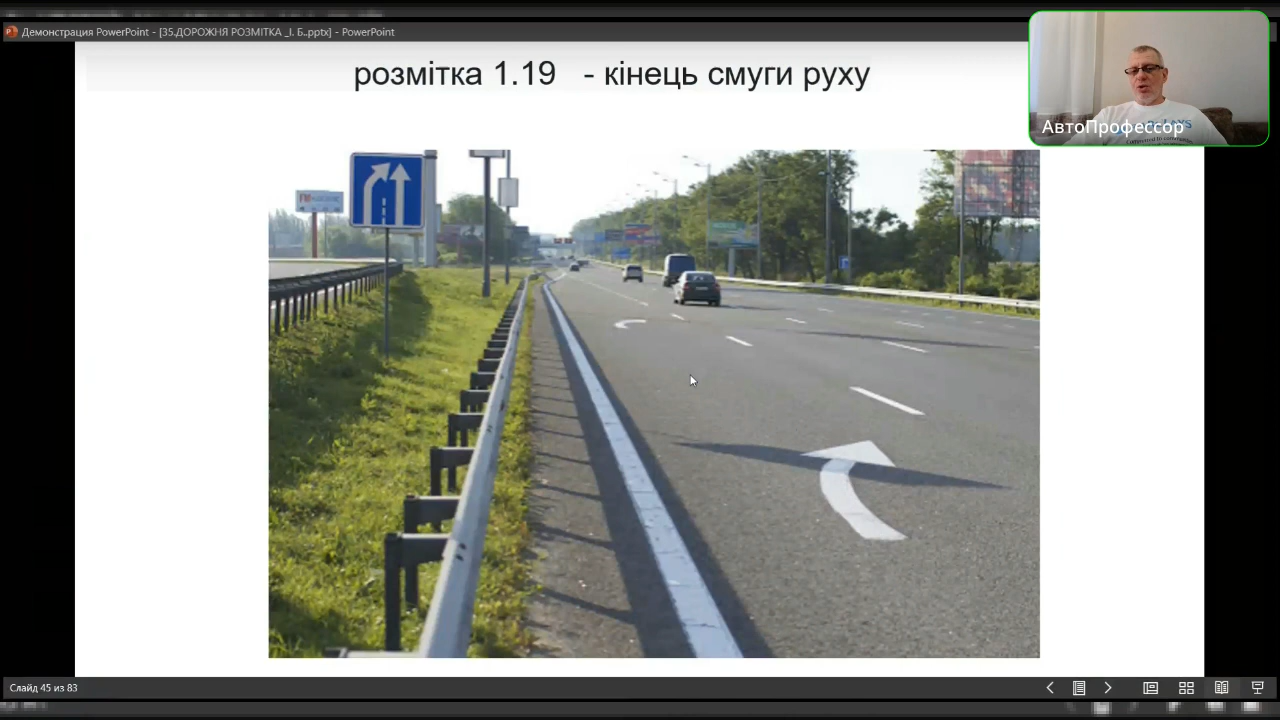 Демонстрация PowerPoint - [35.ДОРОЖНЯ РОЗМІТКА _І. Б..pptx] - PowerPoint
розмітка 1.19 - кінець смуги руху
АвтоПрофессор
Слайд 45 из 83